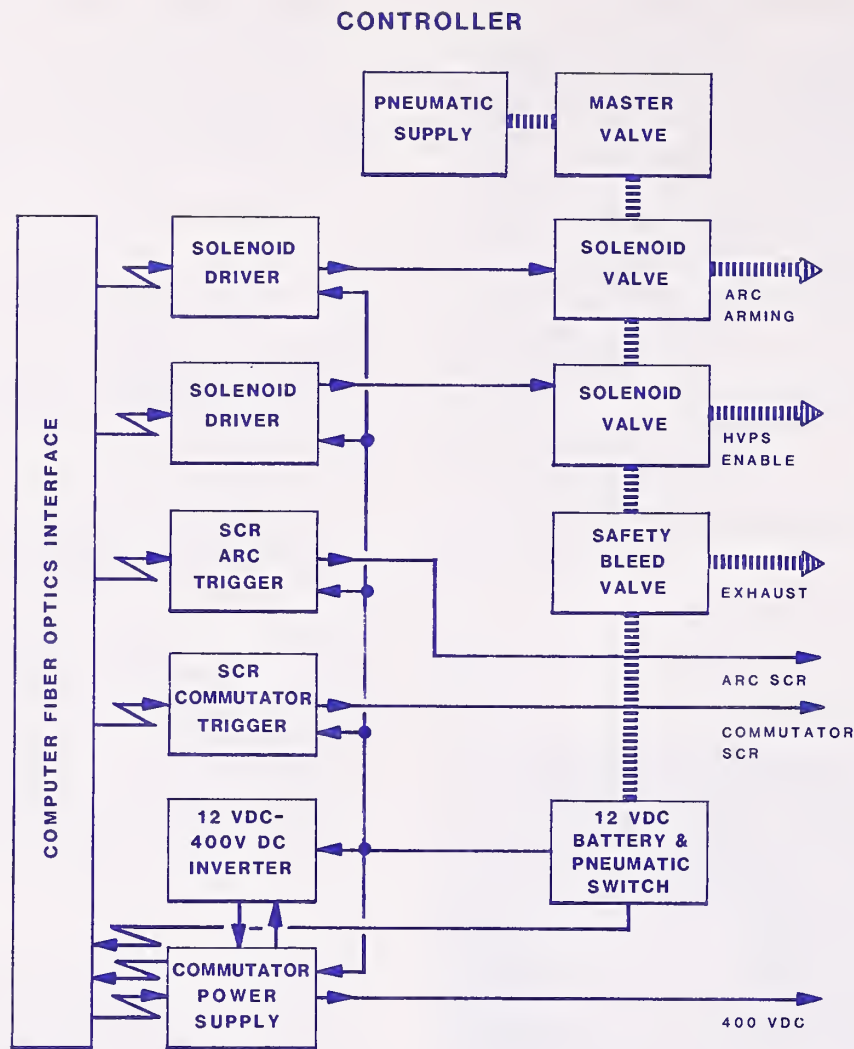 CONTROLLER
PNEUMATIC
SUPPLY
MASTER
VALVE
COMPUTER FIBER OPTICS INTERFACE
SOLENOID
DRIVER
SOLENOID
VALVE
ARC
ARMING
SOLENOID
DRIVER
SOLENOID
VALVE
HVPS
ENABLE
SCR
ARC
TRIGGER
SAFETY
BLEED
VALVE
EXHAUST
SCR
COMMUTATOR
TRIGGER
ARC SCR
COMMUTATOR
SCR
12 VDC-
400V DC
INVERTER
12 VDC
BATTERY &
PNEUMATIC
SWITCH
COMMUTATOR
POWER
SUPPLY
400 VDC